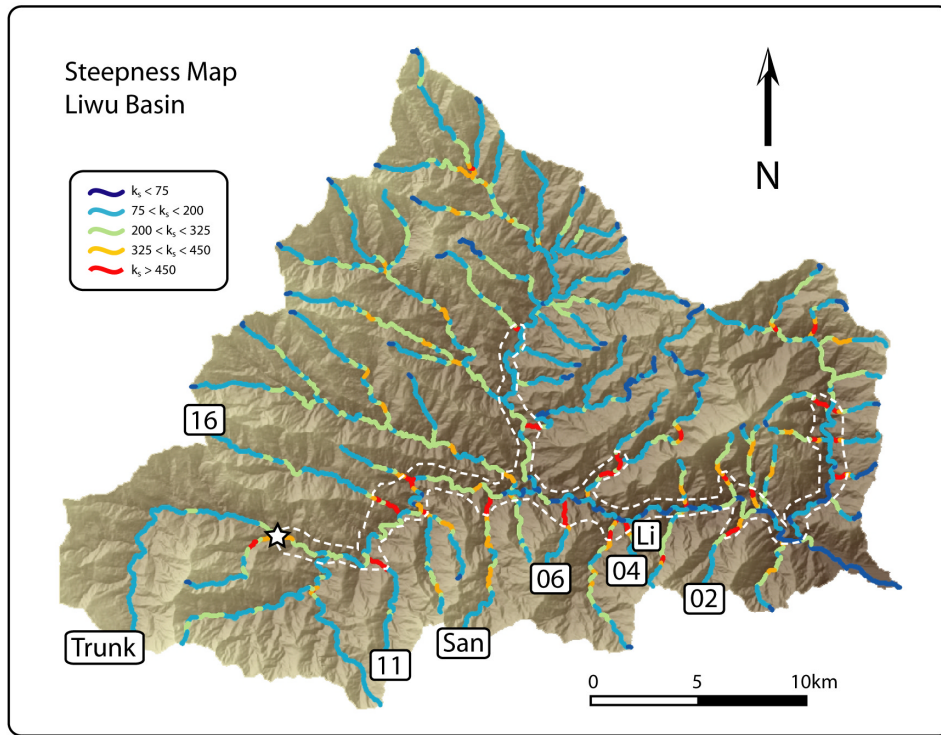 Steepness Map
Liwu Basin
N
kₛ < 75
75 < kₛ < 200
200 < kₛ < 325
325 < kₛ < 450
kₛ > 450
16
Li
06
04
02
Trunk
San
11
0 5 10km